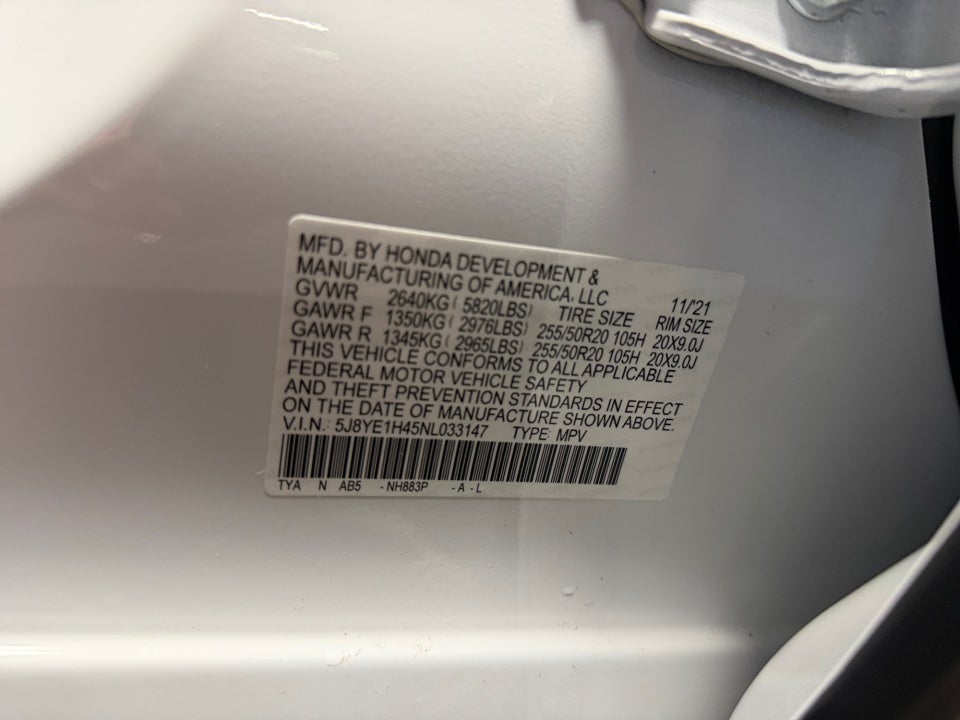 MFD. BY HONDA DEVELOPMENT &
MANUFACTURING OF AMERICA, LLC 11/'21
GVWR 2640KG ( 5820LBS) TIRE SIZE RIM SIZE
GAWR F 1350KG ( 2976LBS) 255/50R20 105H 20X9.0J
GAWR R 1345KG ( 2965LBS) 255/50R20 105H 20X9.0J
THIS VEHICLE CONFORMS TO ALL APPLICABLE
FEDERAL MOTOR VEHICLE SAFETY
AND THEFT PREVENTION STANDARDS IN EFFECT
ON THE DATE OF MANUFACTURE SHOWN ABOVE.
V.I.N.: 5J8YE1H45NL033147 TYPE: MPV
TYA N AB5 - NH883P - A - L